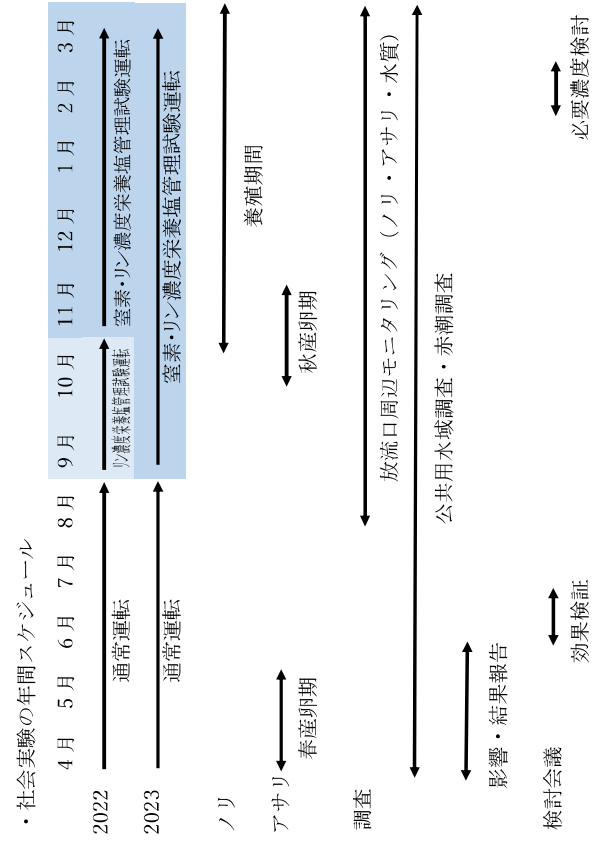 ・社会実験の年間スケジュール
4月 5月 6月 7月 8月 9月 10月 11月 12月 1月 2月 3月
2022
通常運転
リン濃度栄養塩管理試験運転
窒素・リン濃度栄養塩管理試験運転
2023
通常運転
窒素・リン濃度栄養塩管理試験運転
ノリ
養殖期間
アサリ
春産卵期
秋産卵期
調査
放流口周辺モニタリング（ノリ・アサリ・水質）
公共用水域調査・赤潮調査
影響・結果報告
検討会議
効果検証
必要濃度検討